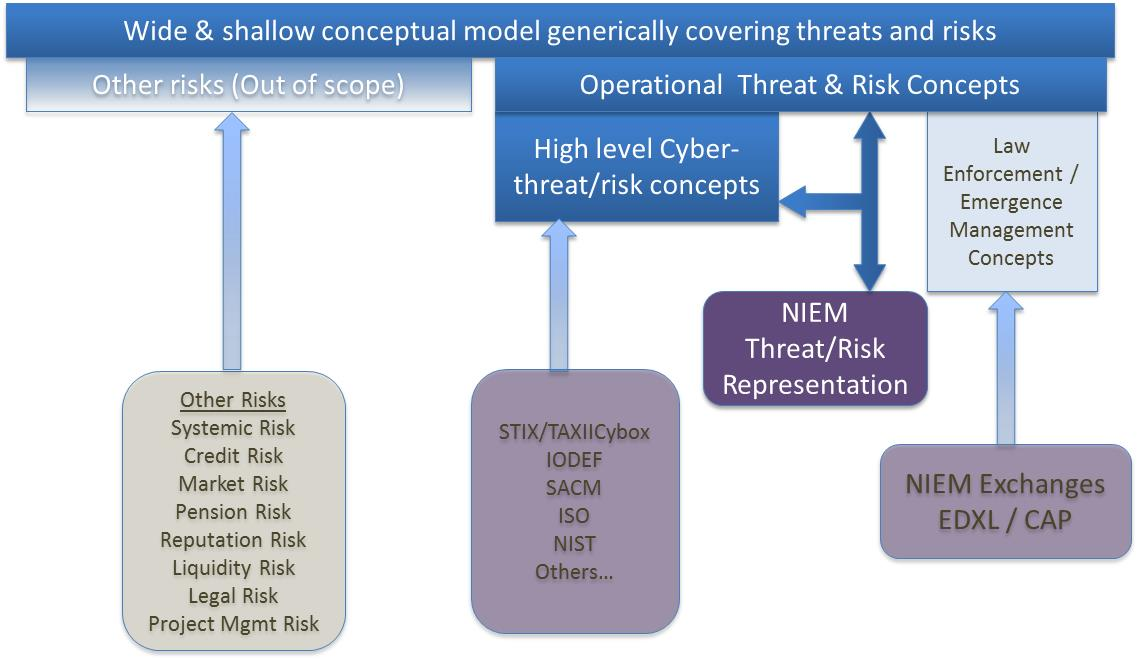 Wide & shallow conceptual model generically covering threats and risks
Other risks (Out of scope)
Operational Threat & Risk Concepts
High level Cyber-
threat/risk concepts
Law
Enforcement /
Emergence
Management
Concepts
NIEM
Threat/Risk
Representation
Other Risks
Systemic Risk
Credit Risk
Market Risk
Pension Risk
Reputation Risk
Liquidity Risk
Legal Risk
Project Mgmt Risk
STIX/TAXIICybox
IODEF
SACM
ISO
NIST
Others…
NIEM Exchanges
EDXL / CAP